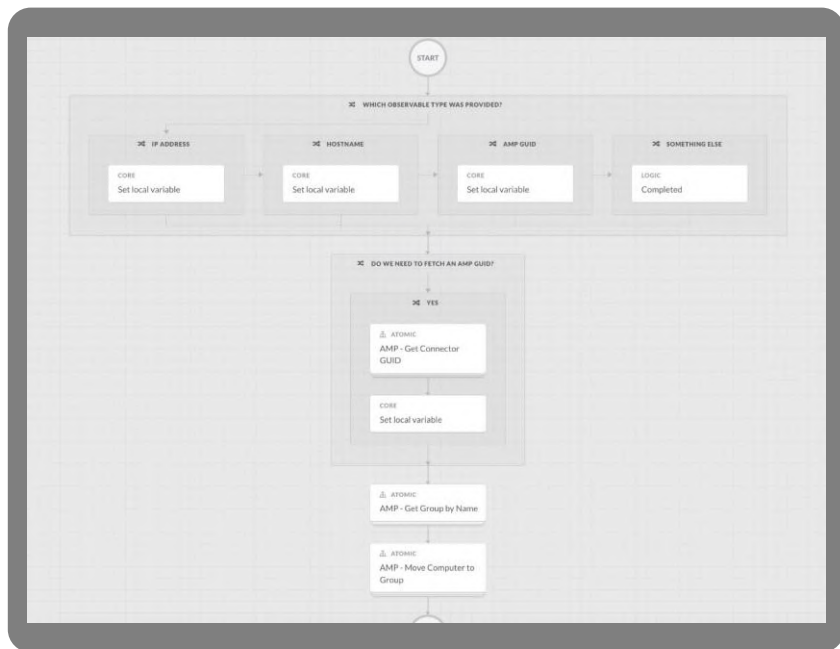 START
WHICH OBSERVABLE TYPE WAS PROVIDED?
IP ADDRESS
HOSTNAME
AMP GUID
SOMETHING ELSE
CORE
Set local variable
CORE
Set local variable
CORE
Set local variable
LOGIC
Completed
DO WE NEED TO FETCH AN AMP GUID?
YES
ATOMIC
AMP - Get Connector
GUID
CORE
Set local variable
ATOMIC
AMP - Get Group by Name
ATOMIC
AMP - Move Computer to
Group